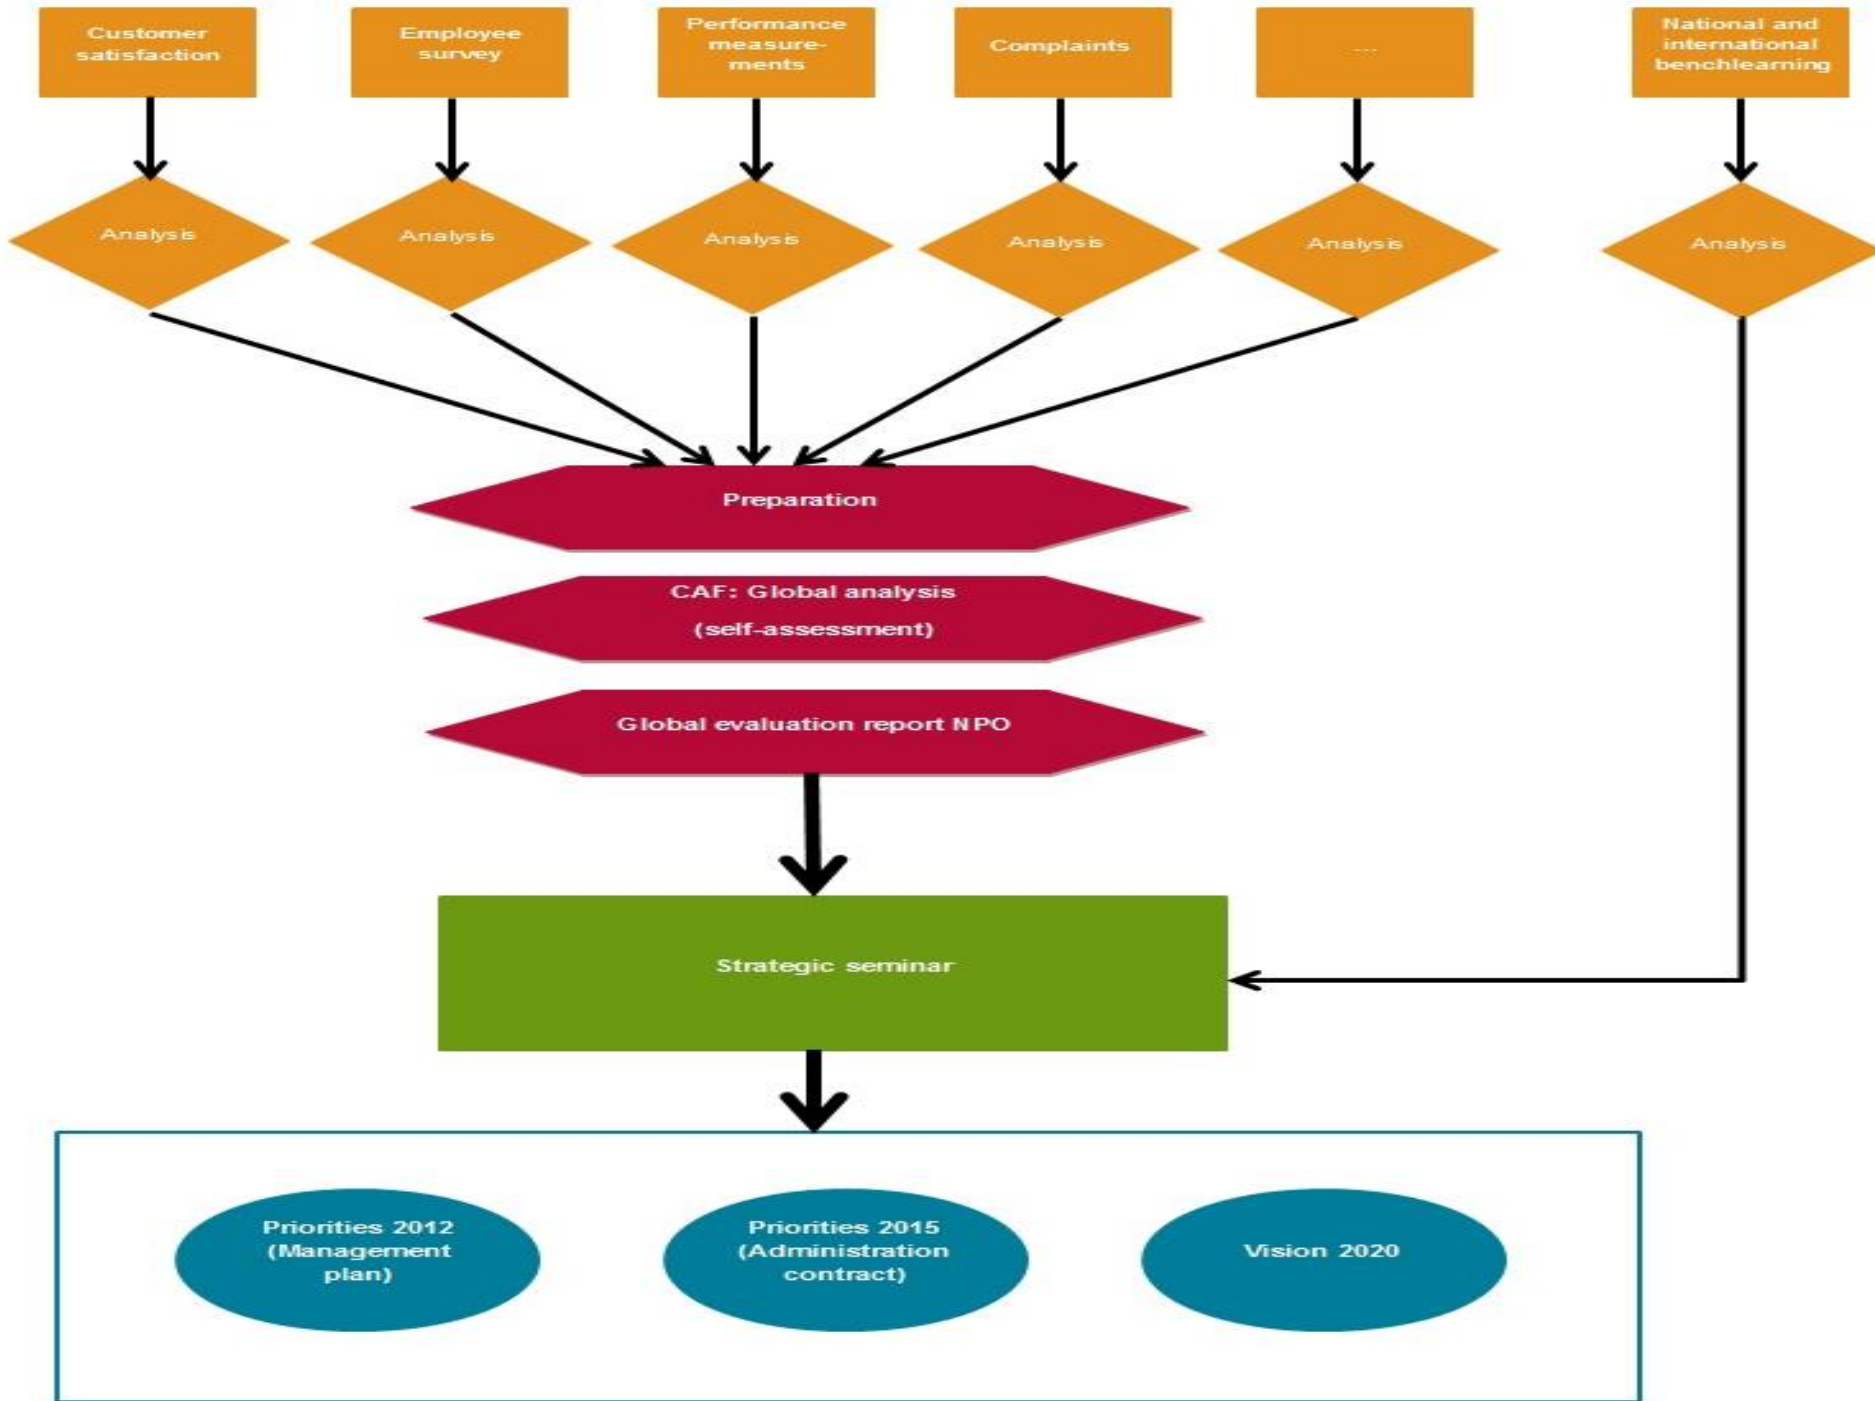 Customer
satisfaction
Employee
survey
Performance
measure-
ments
Complaints
...
National and
international
benchlearning
Analysis
Analysis
Analysis
Analysis
Analysis
Analysis
Preparation
CAF: Global analysis
(self-assessment)
Global evaluation report NPO
Strategic seminar
Priorities 2012
(Management
plan)
Priorities 2015
(Administration
contract)
Vision 2020